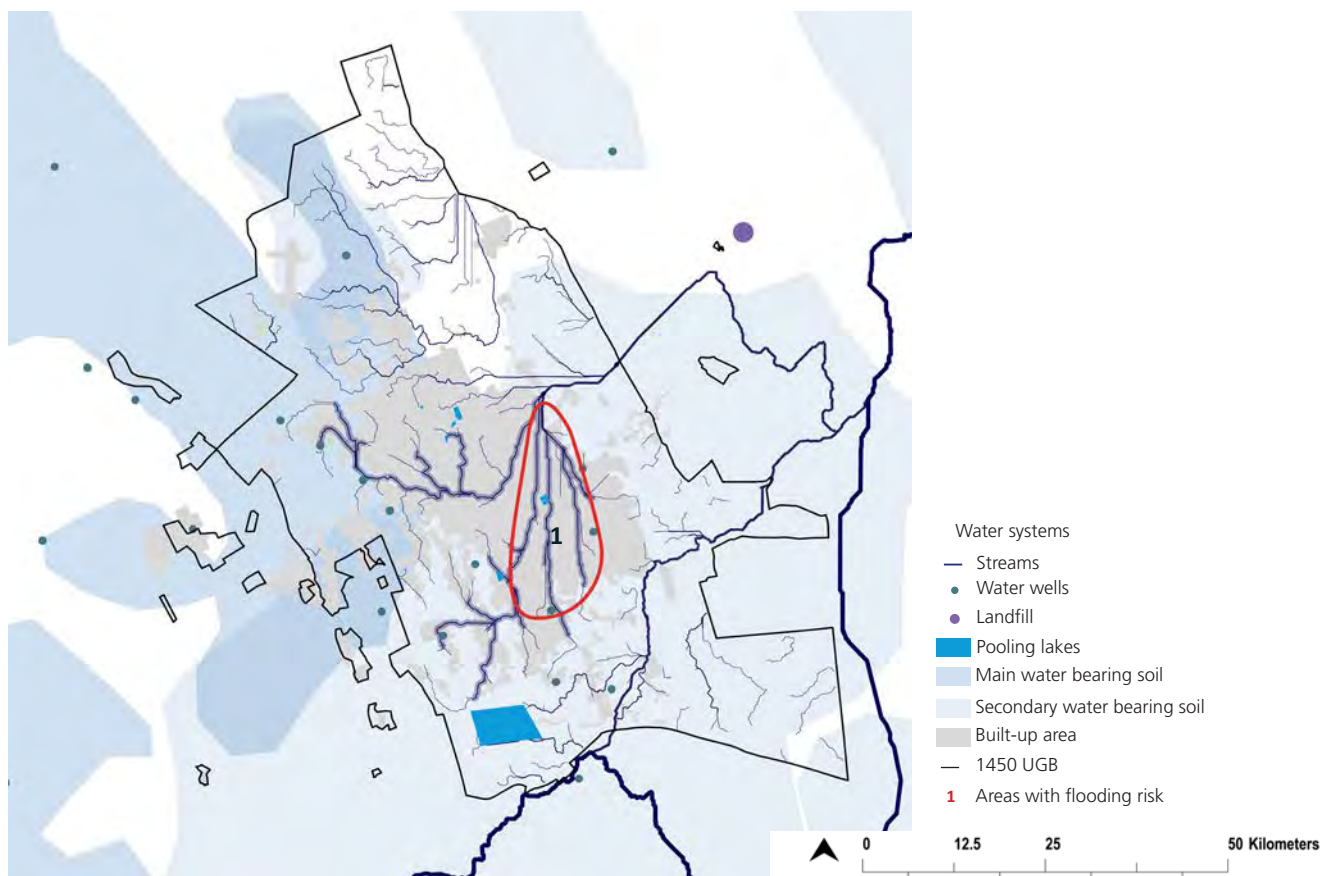 1
Water systems
Streams
Water wells
Landfill
Pooling lakes
Main water bearing soil
Secondary water bearing soil
Built-up area
1450 UGB
1 Areas with flooding risk
0 12.5 25 50 Kilometers